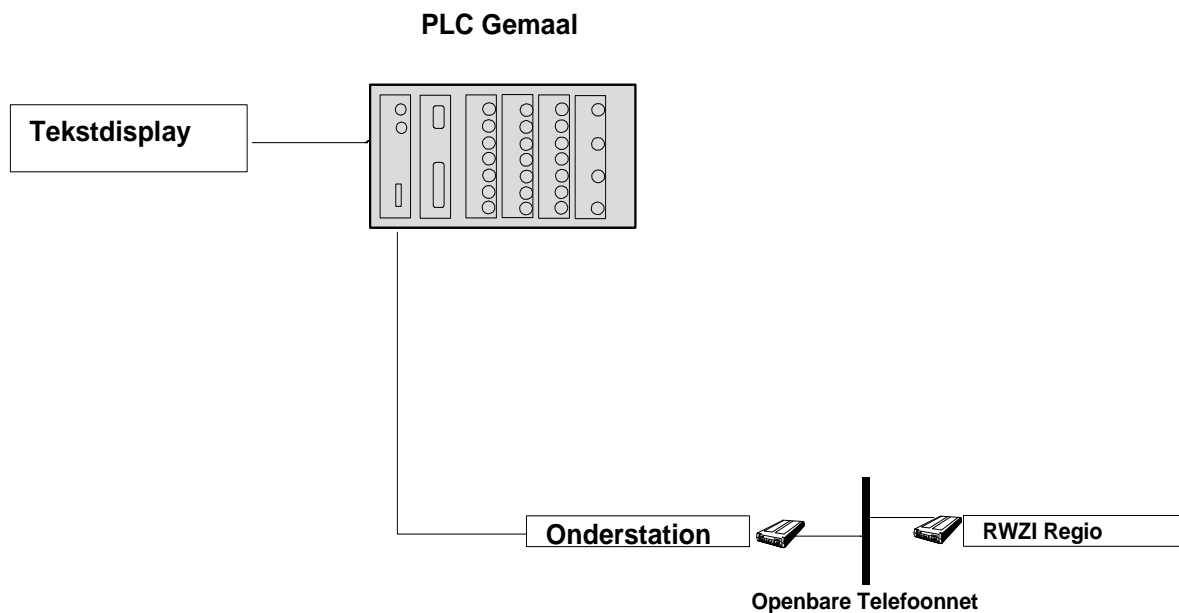 PLC Gemaal
Tekstdisplay
Onderstation
RWZI Regio
Openbare Telefoonnet